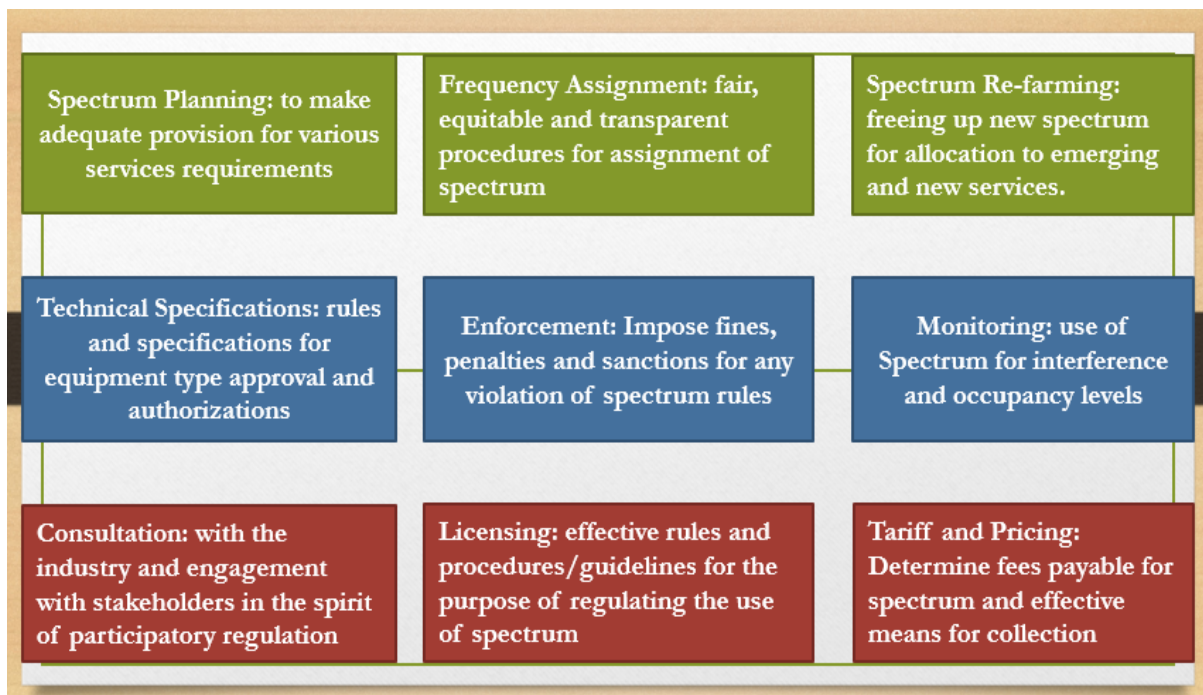 Spectrum Planning: to make
adequate provision for various
services requirements
Frequency Assignment: fair,
equitable and transparent
procedures for assignment of
spectrum
Spectrum Re-farming:
freeing up new spectrum
for allocation to emerging
and new services.
Technical Specifications: rules
and specifications for
equipment type approval and
authorizations
Enforcement: Impose fines,
penalties and sanctions for any
violation of spectrum rules
Monitoring: use of
Spectrum for interference
and occupancy levels
Consultation: with the
industry and engagement
with stakeholders in the spirit
of participatory regulation
Licensing: effective rules and
procedures/guidelines for the
purpose of regulating the use
of spectrum
Tariff and Pricing:
Determine fees payable for
spectrum and effective
means for collection